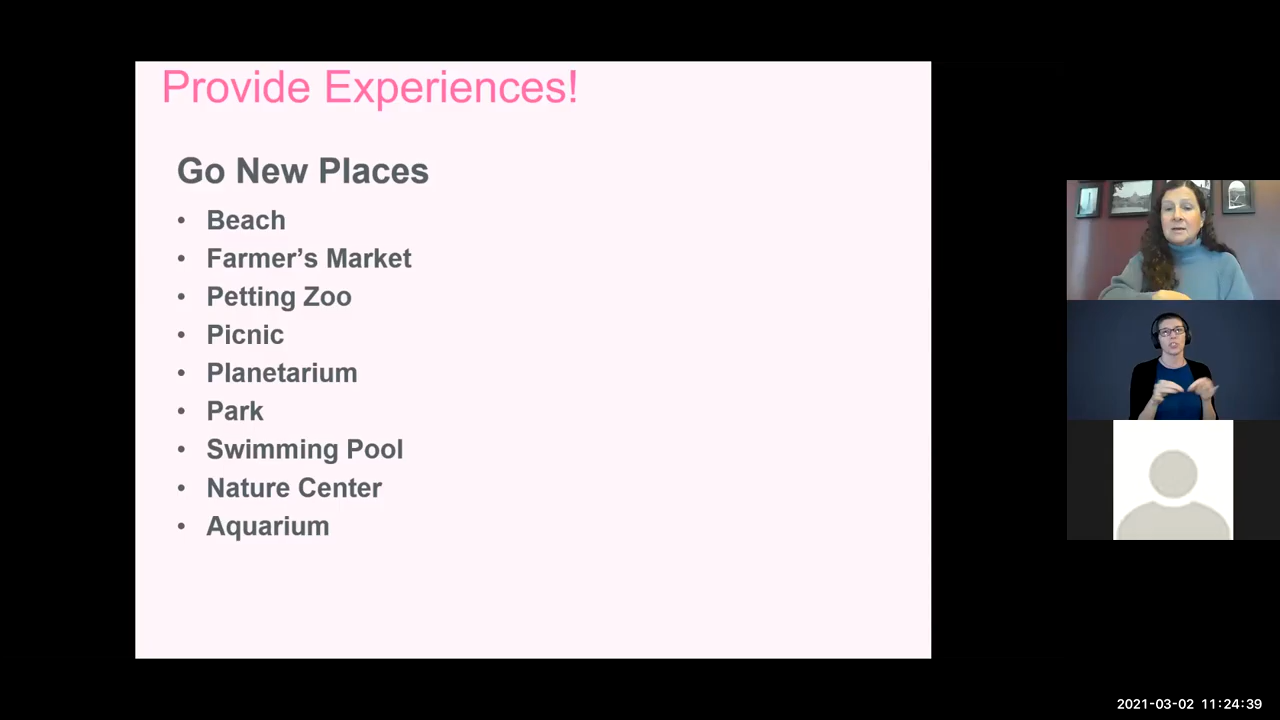 Provide Experiences!
Go New Places
• Beach
• Farmer’s Market
• Petting Zoo
• Picnic
• Planetarium
• Park
• Swimming Pool
• Nature Center
• Aquarium
2021-03-02 11:24:39